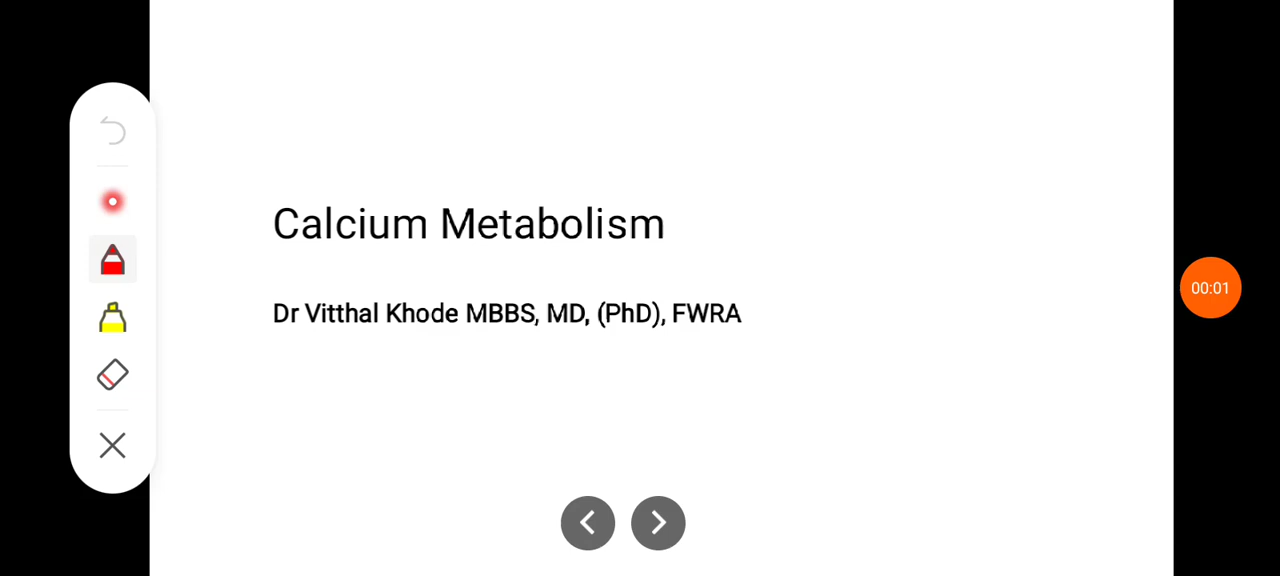 Calcium Metabolism
Dr Vitthal Khode MBBS, MD, (PhD), FWRA
00:01